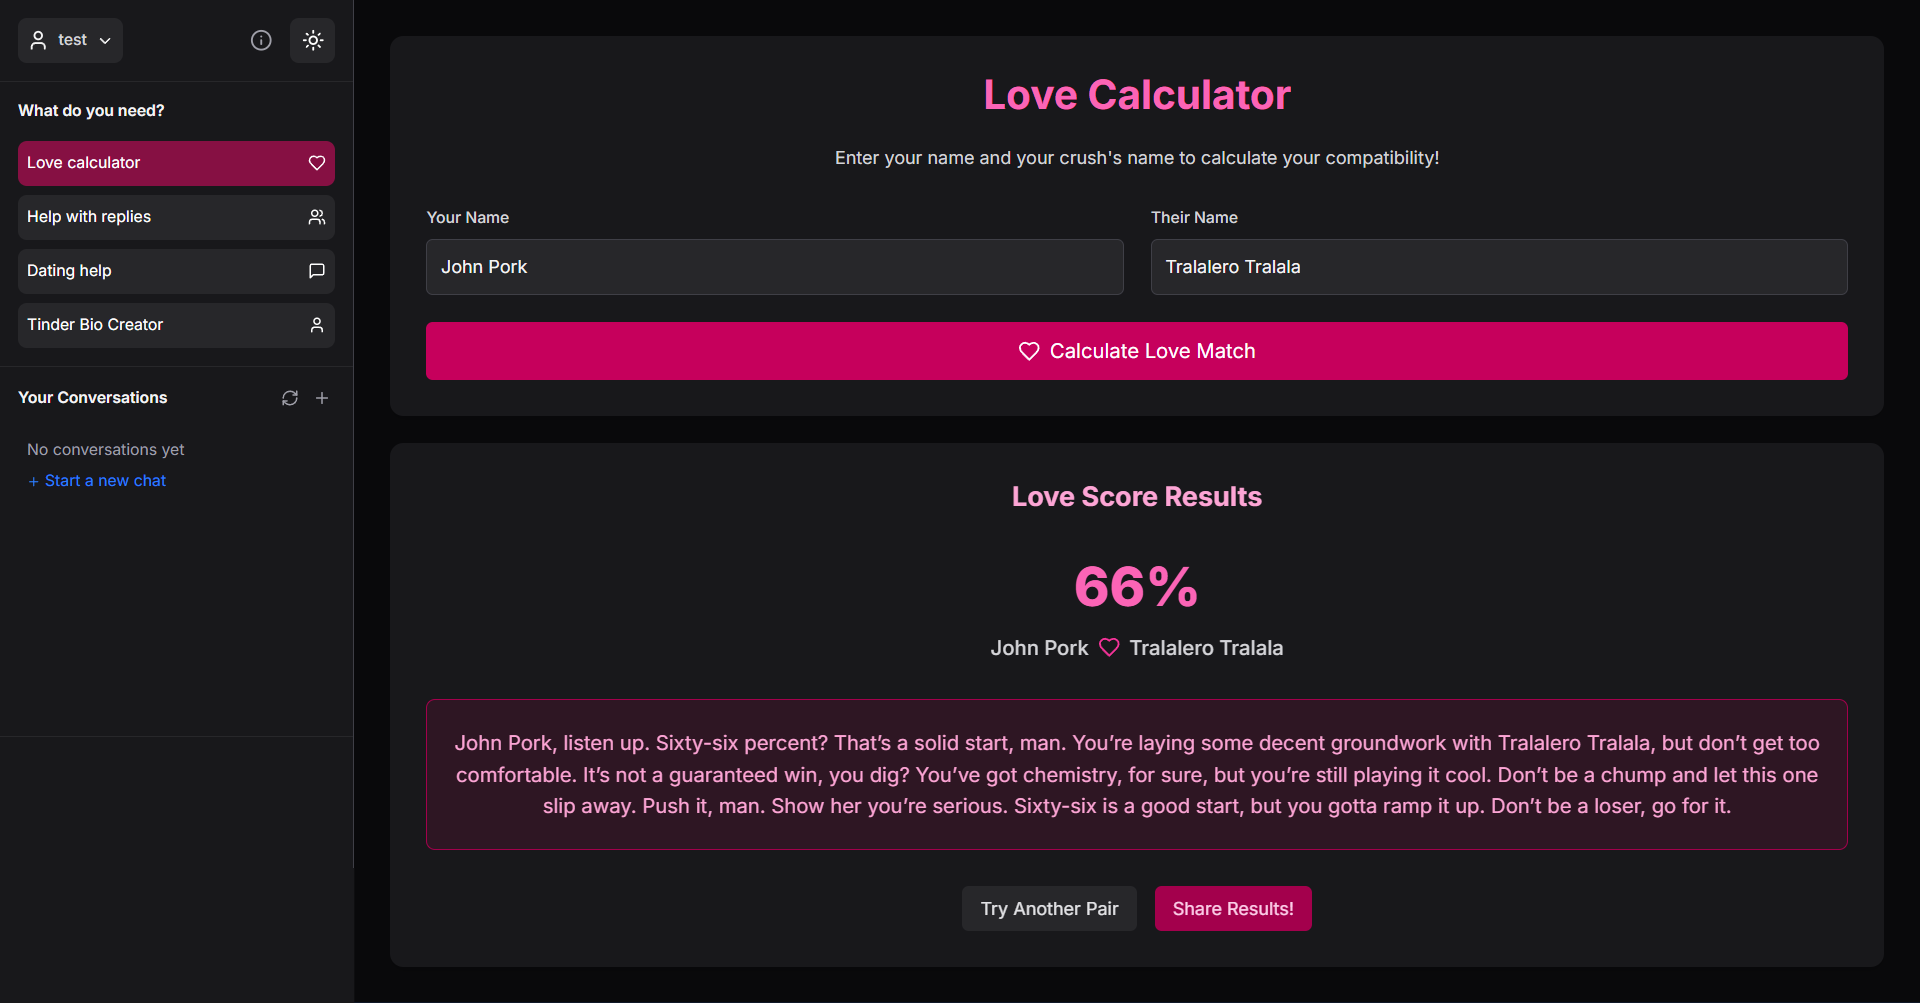 test
What do you need?
Love calculator
Help with replies
Dating help
Tinder Bio Creator
Your Conversations
No conversations yet
+ Start a new chat
Love Calculator
Enter your name and your crush's name to calculate your compatibility!
Your Name
Their Name
John Pork
Tralalero Tralala
Calculate Love Match
Love Score Results
66%
John Pork ♡ Tralalero Tralala
John Pork, listen up. Sixty-six percent? That’s a solid start, man. You’re laying some decent groundwork with Tralalero Tralala, but don’t get too
comfortable. It’s not a guaranteed win, you dig? You’ve got chemistry, for sure, but you’re still playing it cool. Don’t be a chump and let this one
slip away. Push it, man. Show her you’re serious. Sixty-six is a good start, but you gotta ramp it up. Don’t be a loser, go for it.
Try Another Pair
Share Results!